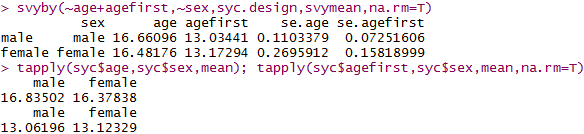 > svyby(~age+agefirst,~sex,syc.design,svymean,na.rm=T)
sex age agefirst se.age se.agefirst
male male 16.66096 13.03441 0.1103379 0.07251606
female female 16.48176 13.17294 0.2695912 0.15818999
> tapply(syc$age,syc$sex,mean); tapply(syc$agefirst,syc$sex,mean,na.rm=T)
male female
16.83502 16.37838
male female
13.06196 13.12329